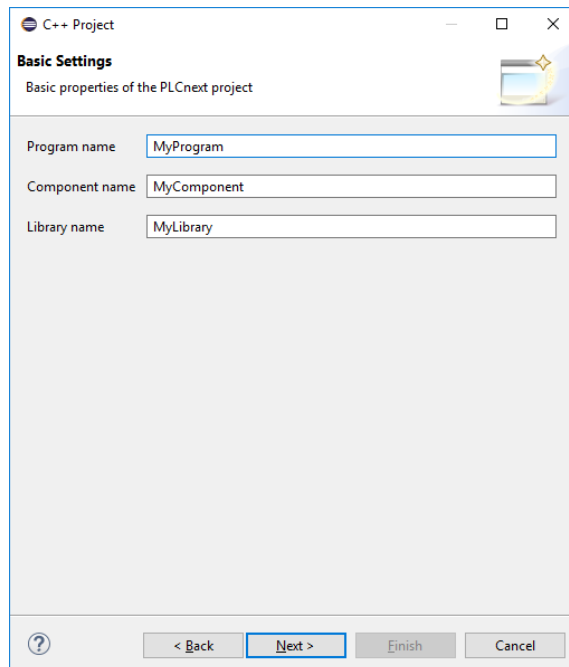 C++ Project
Basic Settings
Basic properties of the PLCnext project
Program name MyProgram
Component name MyComponent
Library name MyLibrary
? < Back Next > Finish Cancel